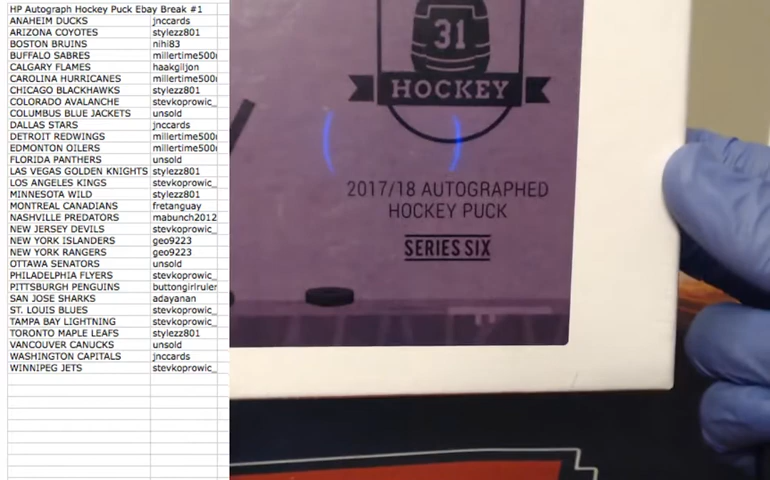 HP Autograph Hockey Puck Ebay Break #1
ANAHEIM DUCKS jnccards
ARIZONA COYOTES stylezz801
BOSTON BRUINS nihi83
BUFFALO SABRES millertime500
CALGARY FLAMES haakgiljon
CAROLINA HURRICANES millertime500
CHICAGO BLACKHAWKS stylezz801
COLORADO AVALANCHE stevkoprowic_
COLUMBUS BLUE JACKETS unsold
DALLAS STARS jnccards
DETROIT REDWINGS millertime500
EDMONTON OILERS millertime500
FLORIDA PANTHERS unsold
LAS VEGAS GOLDEN KNIGHTS stylezz801
LOS ANGELES KINGS stevkoprowic_
MINNESOTA WILD stylezz801
MONTREAL CANADIANS fretanguay
NASHVILLE PREDATORS mabunch2012
NEW JERSEY DEVILS stevkoprowic_
NEW YORK ISLANDERS geo9223
NEW YORK RANGERS geo9223
OTTAWA SENATORS unsold
PHILADELPHIA FLYERS stevkoprowic_
PITTSBURGH PENGUINS buttongirlruler
SAN JOSE SHARKS adayanan
ST. LOUIS BLUES stevkoprowic_
TAMPA BAY LIGHTNING stevkoprowic_
TORONTO MAPLE LEAFS stylezz801
VANCOUVER CANUCKS unsold
WASHINGTON CAPITALS jnccards
WINNIPEG JETS stevkoprowic_
31
HOCKEY
2017/18 AUTOGRAPHED
HOCKEY PUCK
SERIES SIX